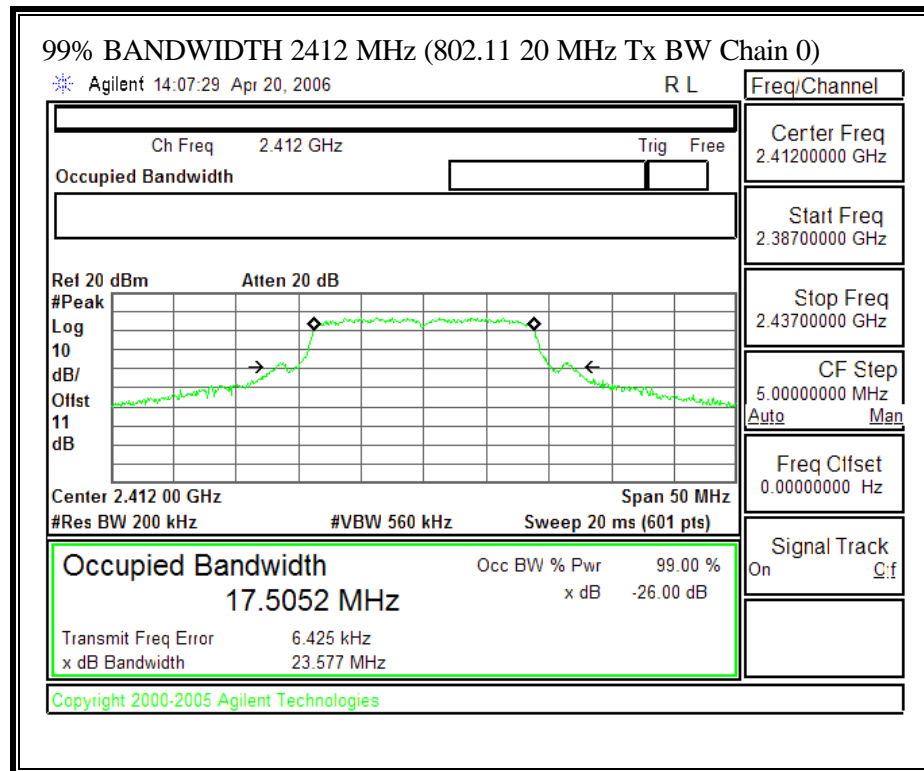 99% BANDWIDTH 2412 MHz (802.11 20 MHz Tx BW Chain 0)
Agilent 14:07:29 Apr 20, 2006 R L
Freq/Channel
Ch Freq 2.412 GHz Trig Free
Occupied Bandwidth
Center Freq
2.41200000 GHz
Start Freq
2.38700000 GHz
Stop Freq
2.43700000 GHz
CF Step
5.00000000 MHz
Auto Man
Freq Offset
0.00000000 Hz
Signal Track
On Off
Ref 20 dBm Atten 20 dB
#Peak
Log
10
dB/
Offst
11
dB
Center 2.412 00 GHz Span 50 MHz
#Res BW 200 kHz #VBW 560 kHz Sweep 20 ms (601 pts)
Occupied Bandwidth Occ BW % Pwr 99.00 %
17.5052 MHz x dB -26.00 dB
Transmit Freq Error 6.425 kHz
x dB Bandwidth 23.577 MHz
Copyright 2000-2005 Agilent Technologies